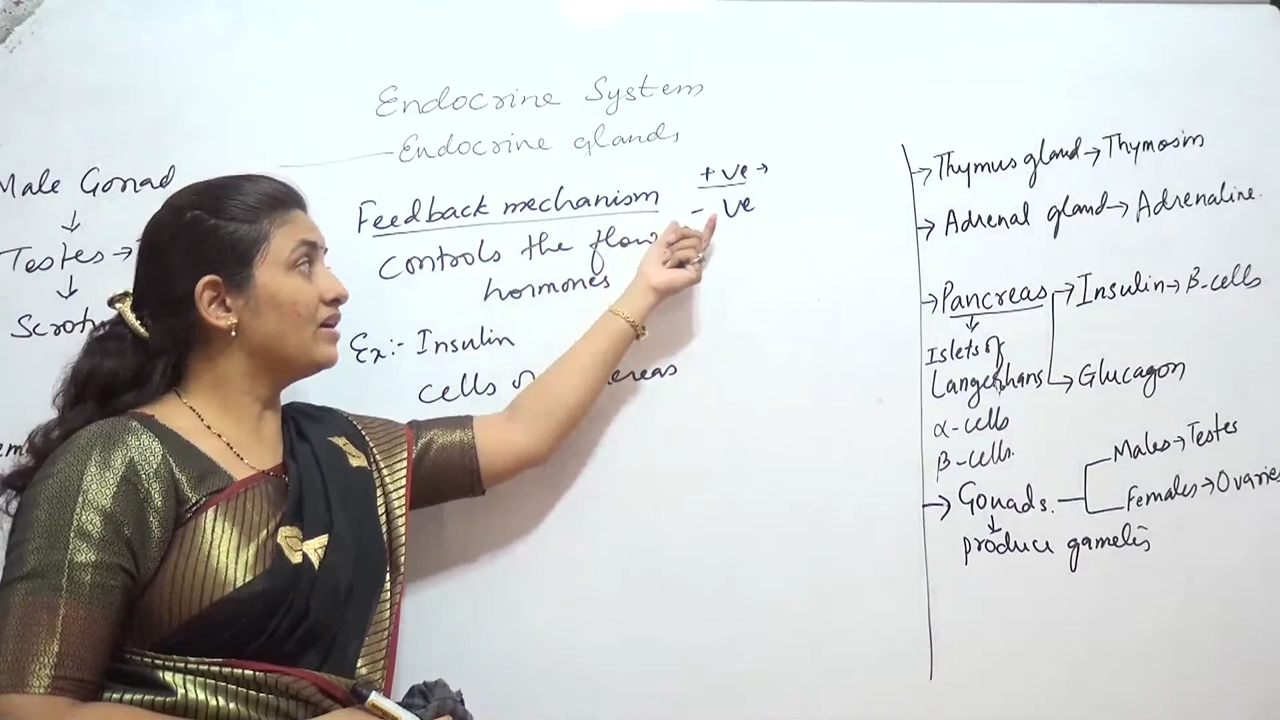 Endocrine System
Endocrine glands
Male Gonad
↓
Testes →
↓
Feedback mechanism
+ve →
-ve
controls the flow
hormones
Ex:- Insulin
cells
→ Thymus gland → Thymosin
→ Adrenal gland → Adrenaline.
→ Pancreas → Insulin → β-cells
↓
Islets of
Langerhans → Glucagon
α-cells
β-cells.
Males → Testes
→ Gonads.
Females → Ovaries
↓
produce gametes